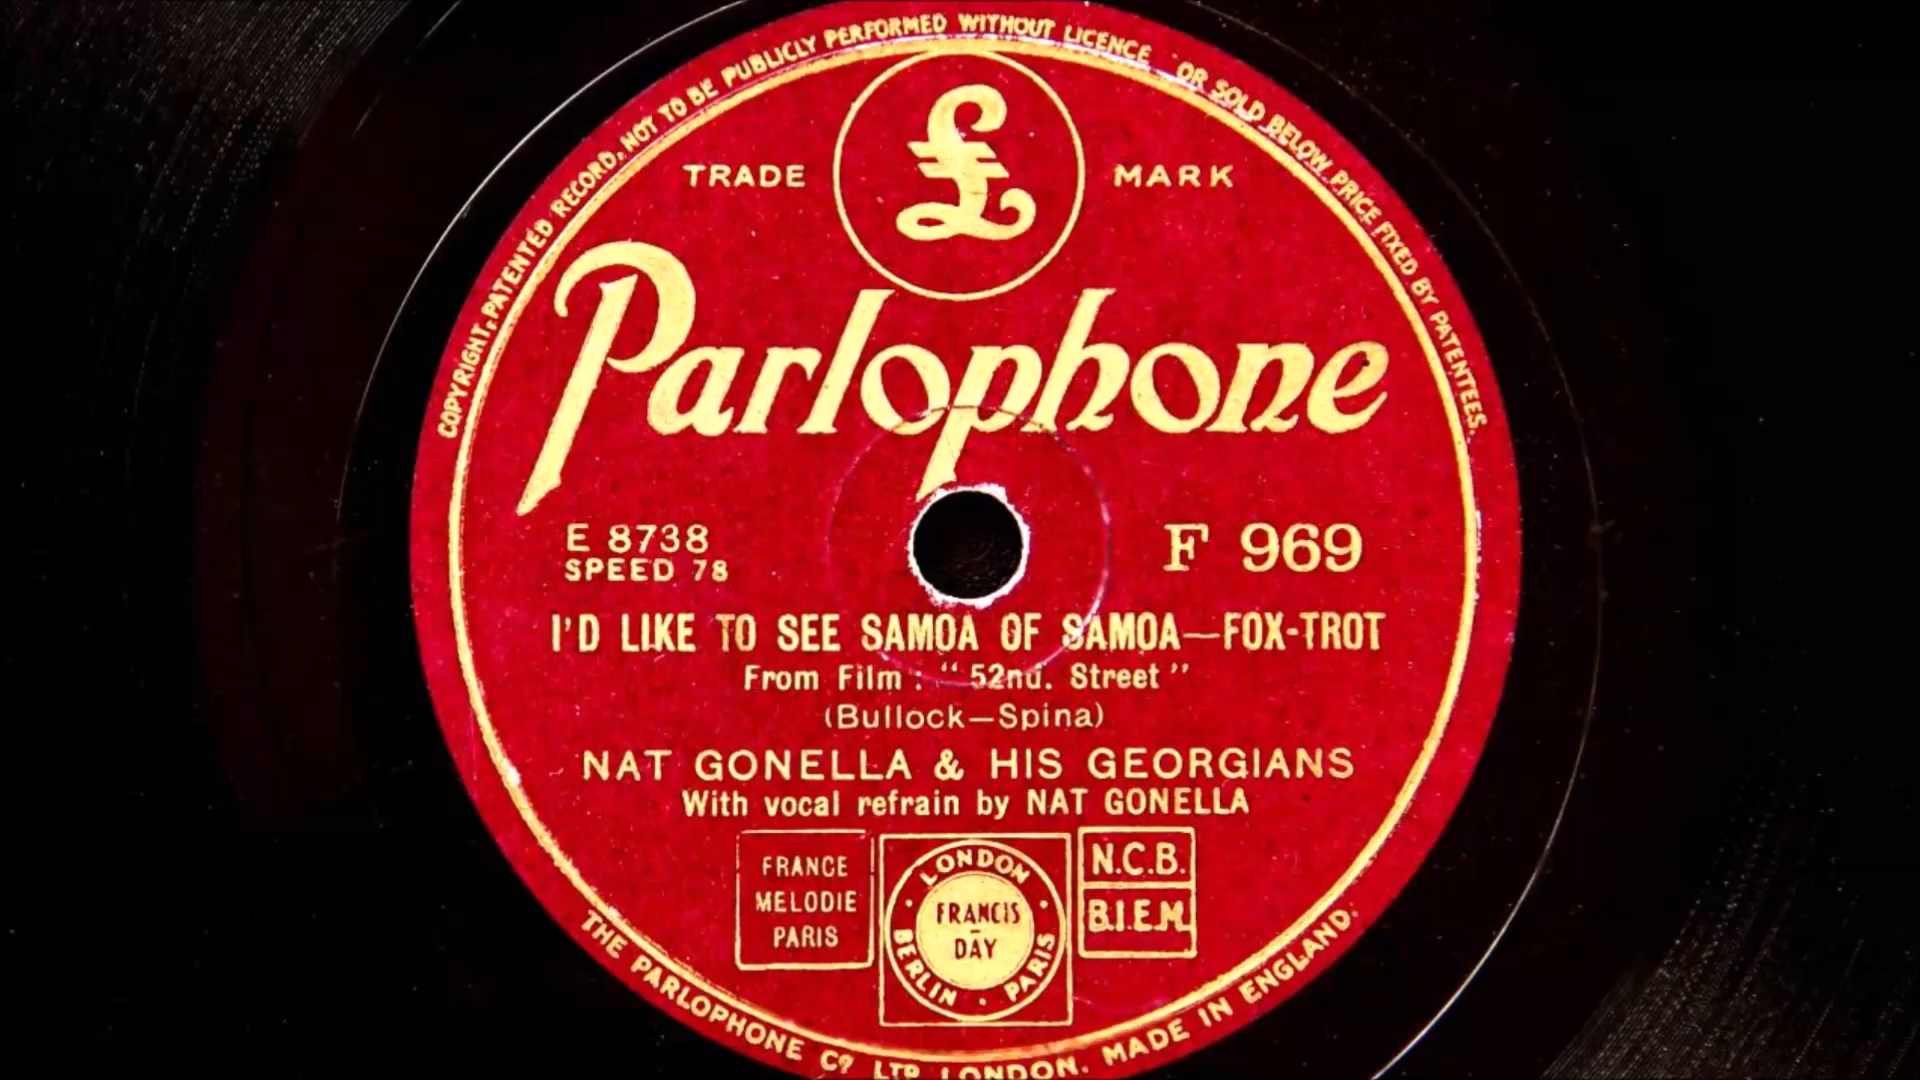 COPYRIGHT, PATENTED RECORD, NOT TO BE PUBLICLY PERFORMED WITHOUT LICENCE OR SOLD BELOW PRICE FIXED BY PATENTEES.
£
TRADE MARK
Parlophone
E 8738
SPEED 78
F 969
I'D LIKE TO SEE SAMOA OF SAMOA—FOX-TROT
From Film : “ 52nd. Street ”
(Bullock—Spina)
NAT GONELLA & HIS GEORGIANS
With vocal refrain by NAT GONELLA
FRANCE
MELODIE
PARIS
LONDON
FRANCIS
-
DAY
BERLIN · PARIS
N.C.B.
B.I.E.M.
THE PARLOPHONE Cº LTD LONDON. MADE IN ENGLAND.